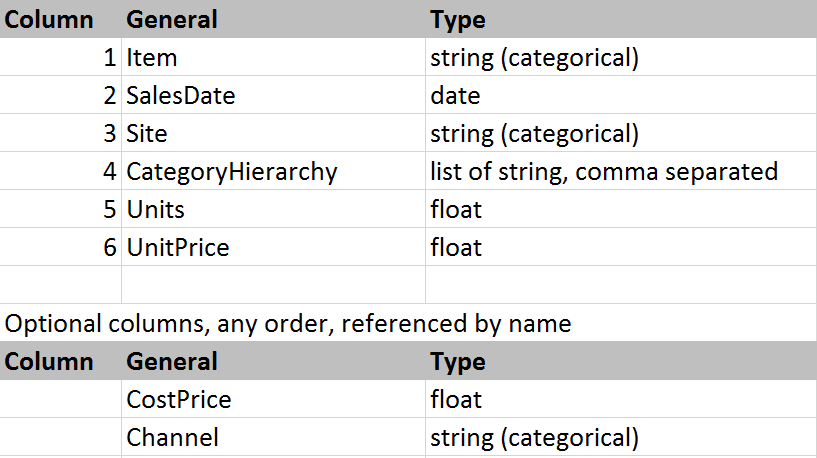 Column General Type
1 Item string (categorical)
2 SalesDate date
3 Site string (categorical)
4 CategoryHierarchy list of string, comma separated
5 Units float
6 UnitPrice float
Optional columns, any order, referenced by name
Column General Type
CostPrice float
Channel string (categorical)